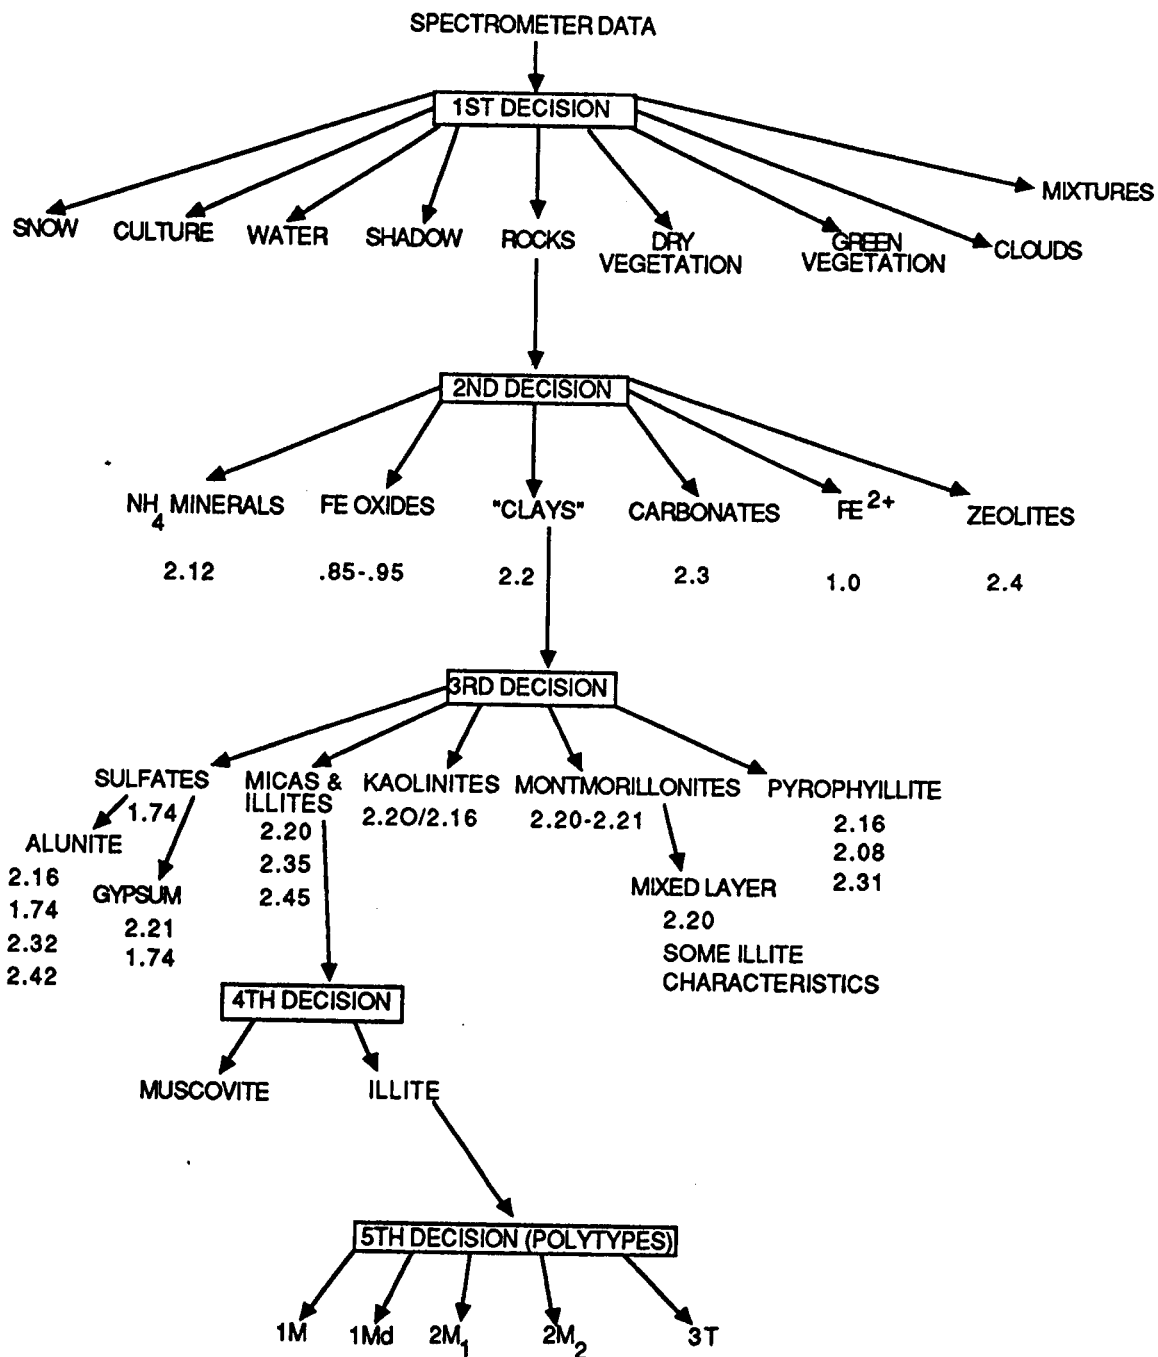 SPECTROMETER DATA
1ST DECISION
MIXTURES
SNOW
CULTURE
WATER
SHADOW
ROCKS
DRY
VEGETATION
GREEN
VEGETATION
CLOUDS
2ND DECISION
NH4 MINERALS
FE OXIDES
"CLAYS"
CARBONATES
FE 2+
ZEOLITES
2.12
.85-.95
2.2
2.3
1.0
2.4
3RD DECISION
SULFATES
1.74
MICAS &
ILLITES
2.20
2.35
2.45
KAOLINITES
2.2O/2.16
MONTMORILLONITES
2.20-2.21
PYROPHYILLITE
2.16
2.08
2.31
ALUNITE
2.16
1.74
2.32
2.42
GYPSUM
2.21
1.74
MIXED LAYER
2.20
SOME ILLITE
CHARACTERISTICS
4TH DECISION
MUSCOVITE
ILLITE
5TH DECISION (POLYTYPES)
1M
1Md
2M1
2M2
3T